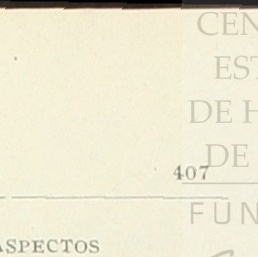 CEN
EST
DE H
DE
407
FUN
ASPECTOS